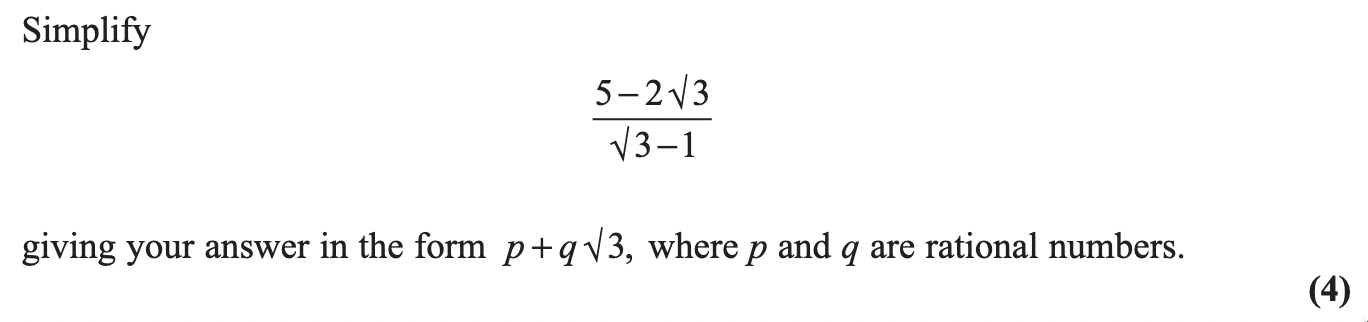 Simplify
5 – 2√3
√3 – 1
giving your answer in the form p + q√3, where p and q are rational numbers.
(4)